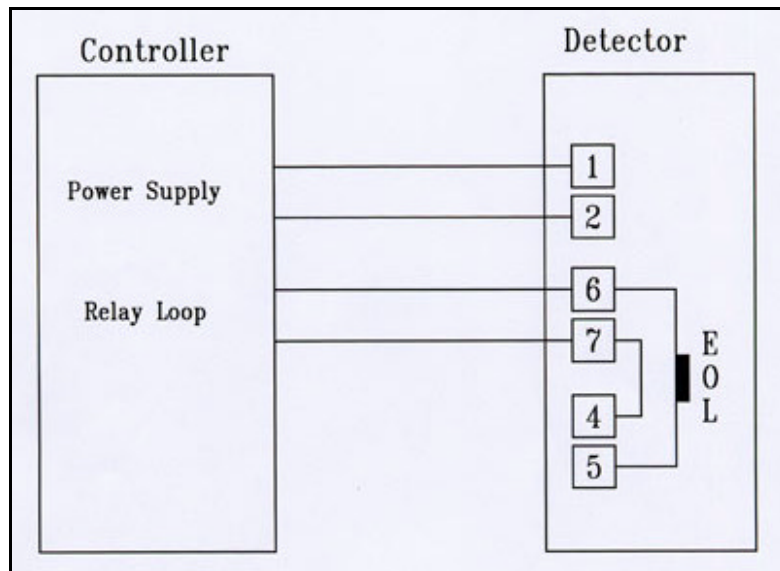 Controller
Detector
Power Supply
Relay Loop
1
2
6
7
4
5
E
O
L